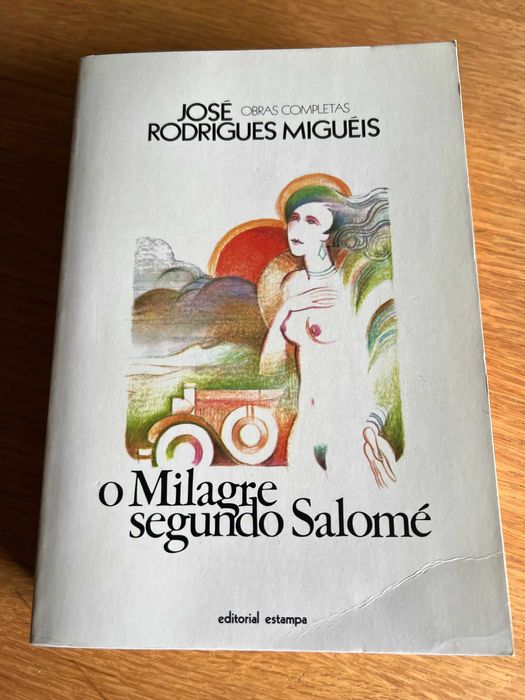 JOSÉ OBRAS COMPLETAS
RODRIGUES MIGUÉIS
o Milagre
segundo Salomé
editorial estampa